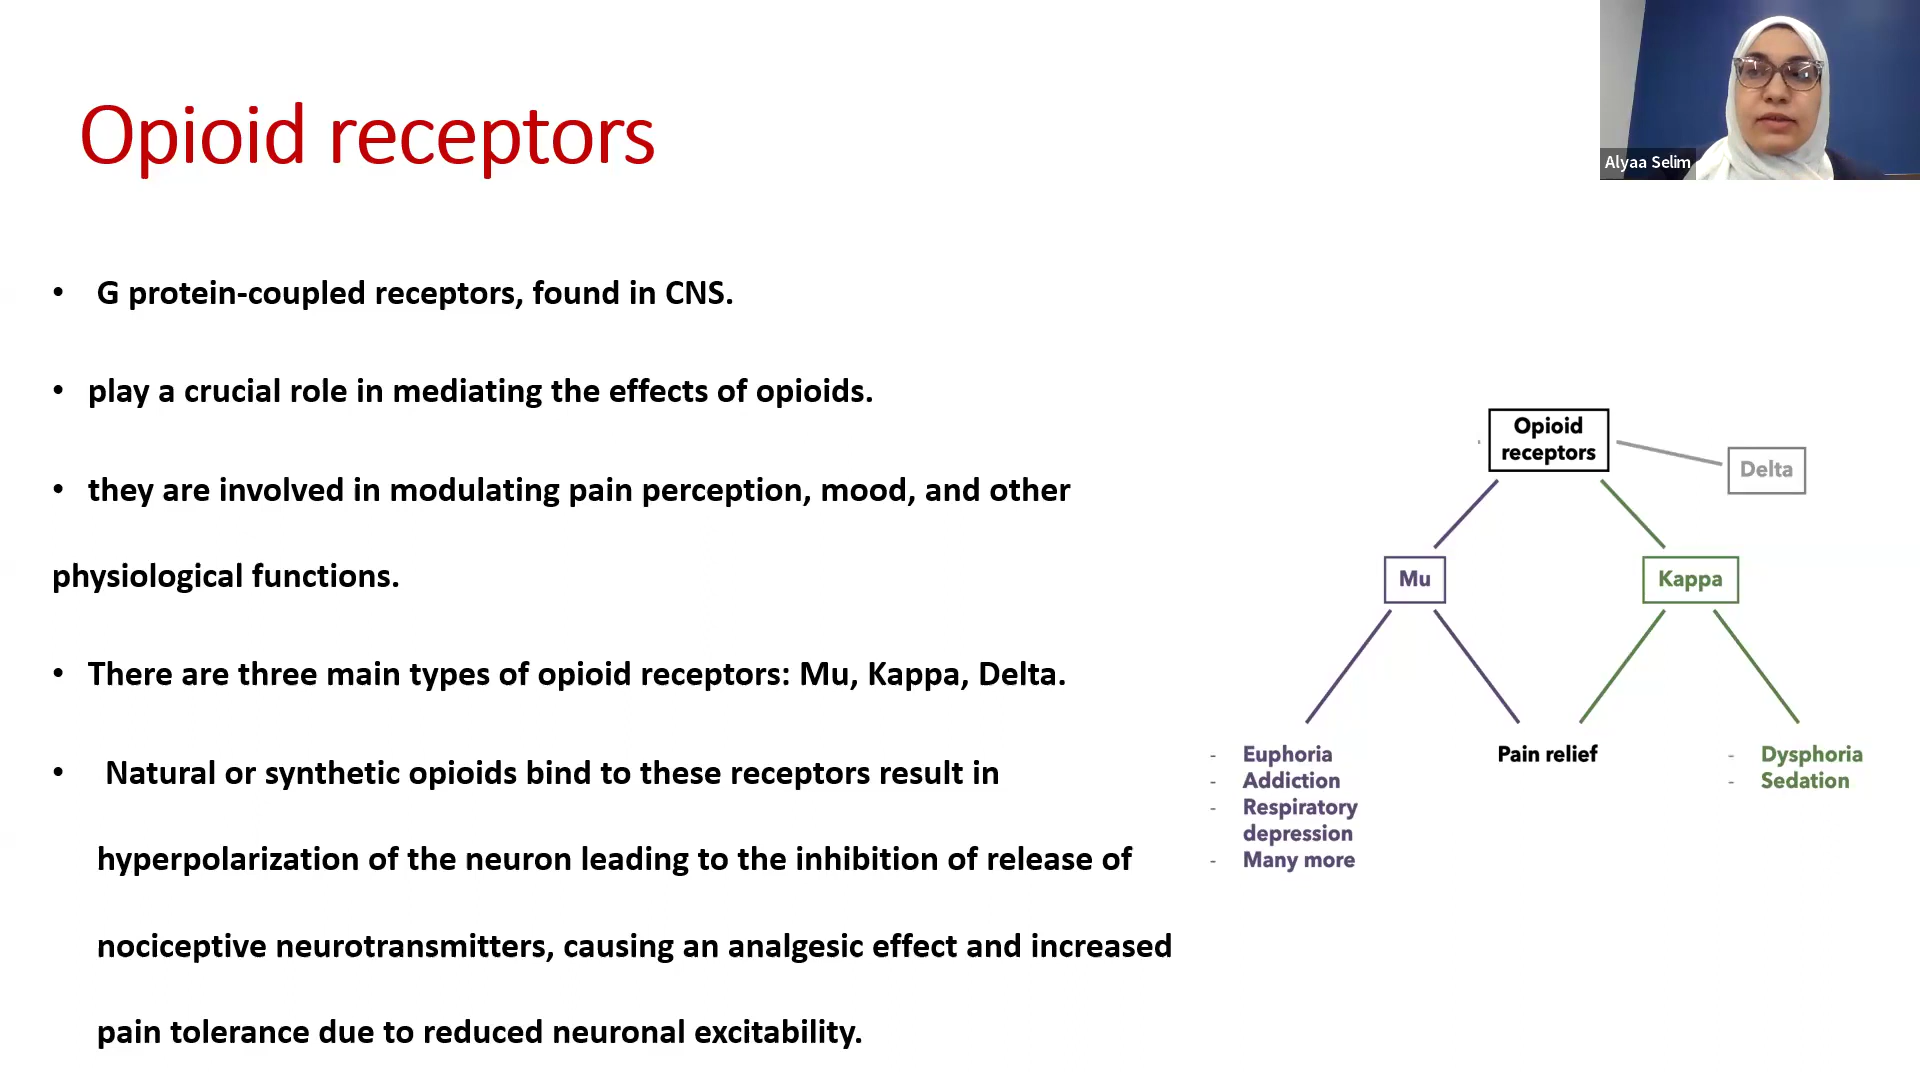 Opioid receptors
Alyaa Selim
• G protein-coupled receptors, found in CNS.
• play a crucial role in mediating the effects of opioids.
• they are involved in modulating pain perception, mood, and other
physiological functions.
• There are three main types of opioid receptors: Mu, Kappa, Delta.
• Natural or synthetic opioids bind to these receptors result in
hyperpolarization of the neuron leading to the inhibition of release of
nociceptive neurotransmitters, causing an analgesic effect and increased
pain tolerance due to reduced neuronal excitability.
Opioid
receptors
Delta
Mu
Kappa
- Euphoria
- Addiction
- Respiratory
depression
- Many more
Pain relief
- Dysphoria
- Sedation